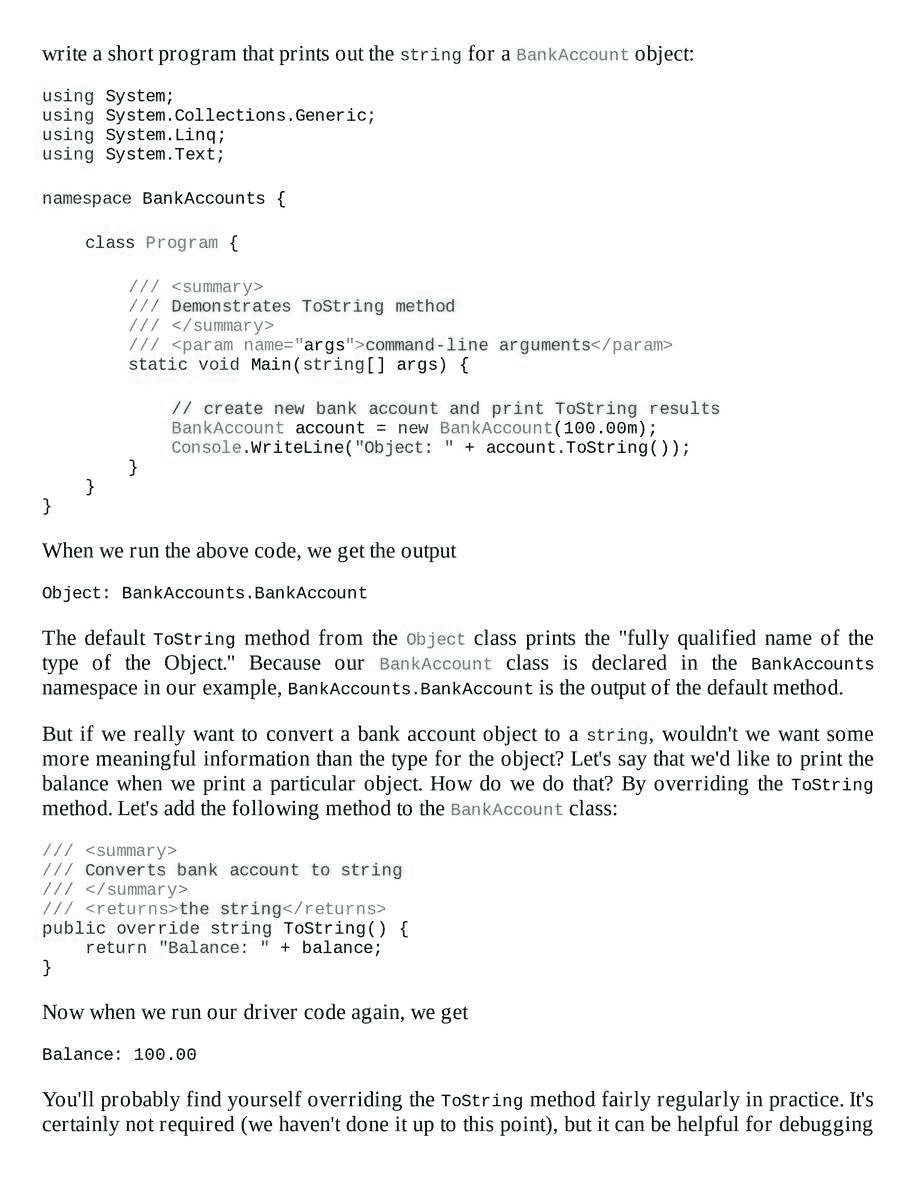 write a short program that prints out the string for a BankAccount object:
using System;
using System.Collections.Generic;
using System.Linq;
using System.Text;
namespace BankAccounts {
class Program {
/// <summary>
/// Demonstrates ToString method
/// </summary>
/// <param name="args">command-line arguments</param>
static void Main(string[] args) {
// create new bank account and print ToString results
BankAccount account = new BankAccount(100.00m);
Console.WriteLine("Object: " + account.ToString());
}
}
}
When we run the above code, we get the output
Object: BankAccounts.BankAccount
The default ToString method from the Object class prints the "fully qualified name of the
type of the Object." Because our BankAccount class is declared in the BankAccounts
namespace in our example, BankAccounts.BankAccount is the output of the default method.
But if we really want to convert a bank account object to a string, wouldn't we want some
more meaningful information than the type for the object? Let's say that we'd like to print the
balance when we print a particular object. How do we do that? By overriding the ToString
method. Let's add the following method to the BankAccount class:
/// <summary>
/// Converts bank account to string
/// </summary>
/// <returns>the string</returns>
public override string ToString() {
return "Balance: " + balance;
}
Now when we run our driver code again, we get
Balance: 100.00
You'll probably find yourself overriding the ToString method fairly regularly in practice. It's
certainly not required (we haven't done it up to this point), but it can be helpful for debugging